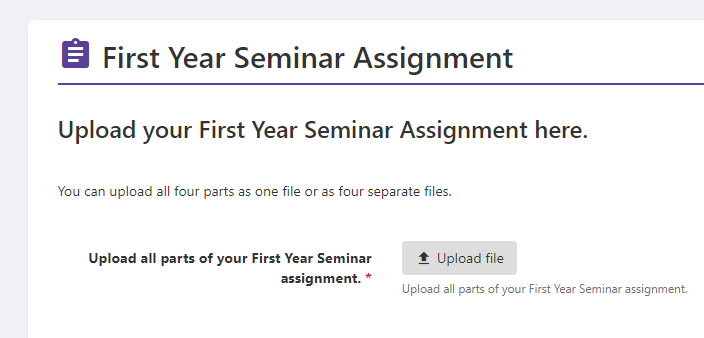 First Year Seminar Assignment
Upload your First Year Seminar Assignment here.
You can upload all four parts as one file or as four separate files.
Upload all parts of your First Year Seminar
assignment. *
Upload file
Upload all parts of your First Year Seminar assignment.